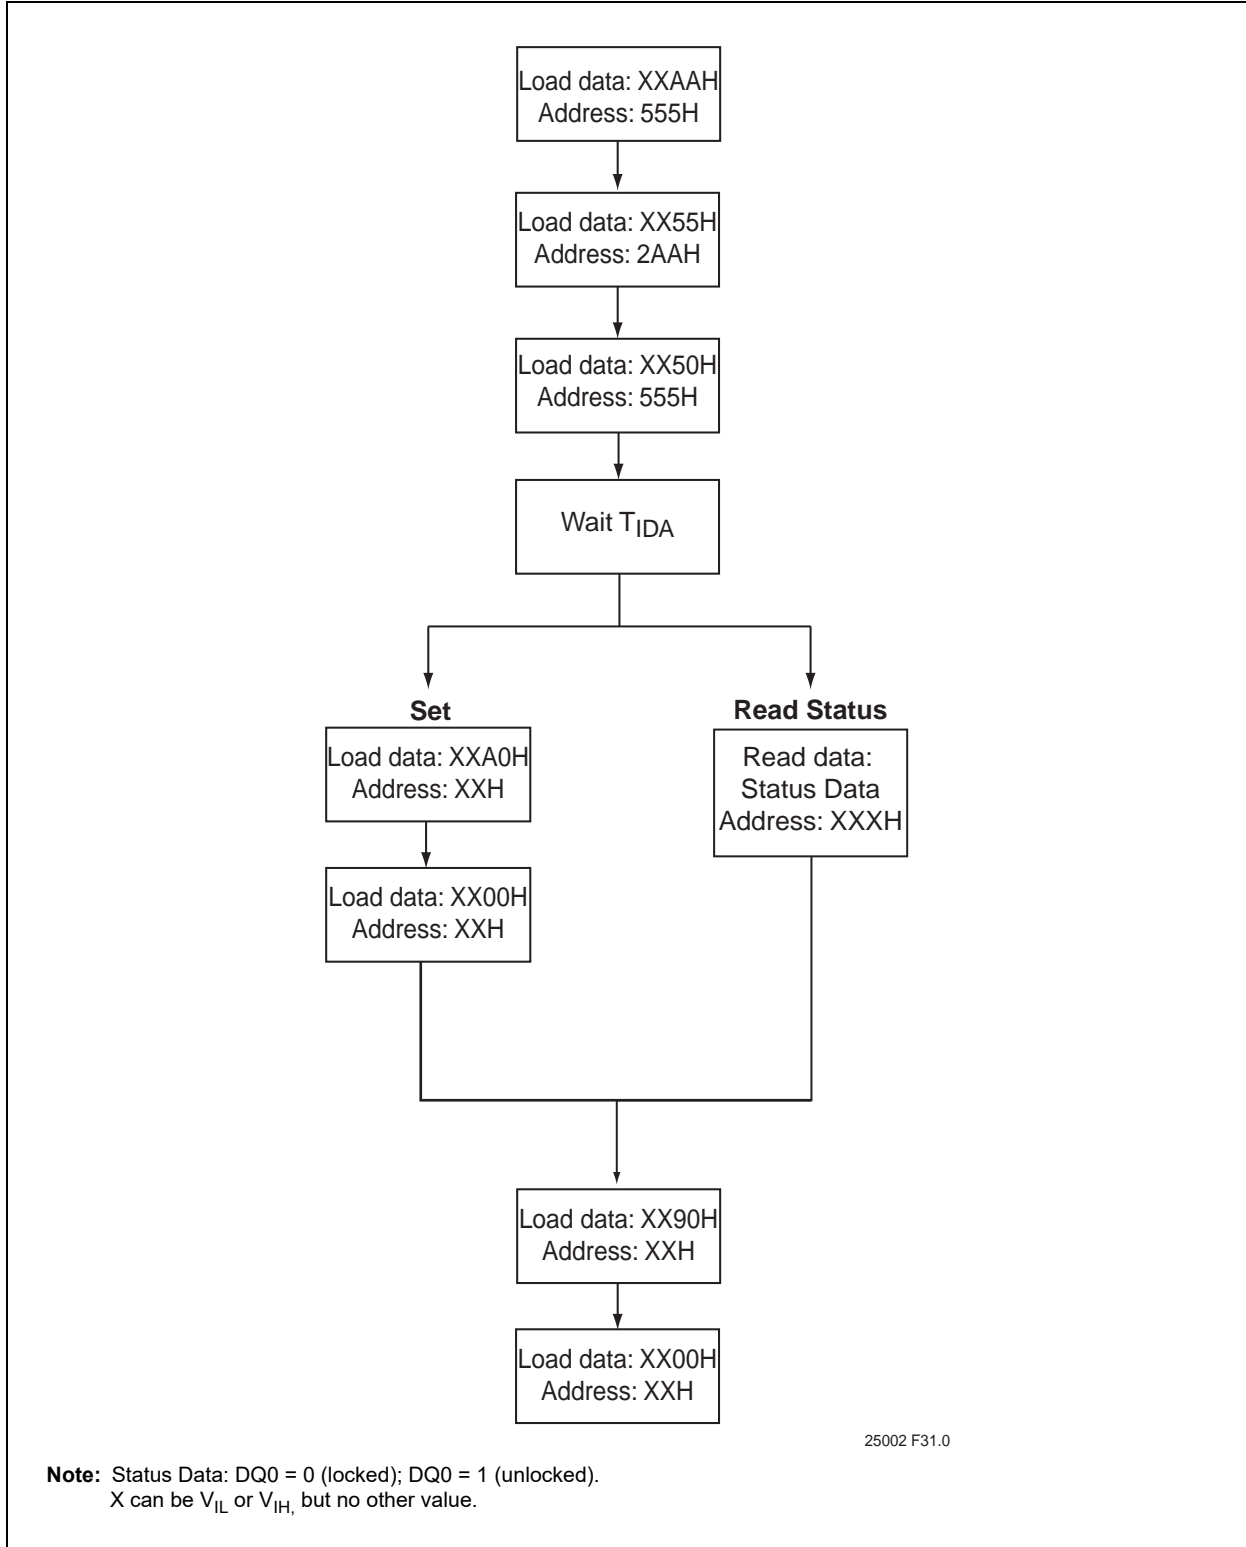 Load data: XXAAH
Address: 555H
Load data: XX55H
Address: 2AAH
Load data: XX50H
Address: 555H
Wait TIDA
Set
Load data: XXA0H
Address: XXH
Load data: XX00H
Address: XXH
Read Status
Read data:
Status Data
Address: XXXH
Load data: XX90H
Address: XXH
Load data: XX00H
Address: XXH
25002 F31.0
Note: Status Data: DQ0 = 0 (locked); DQ0 = 1 (unlocked).
X can be VIL or VIH, but no other value.